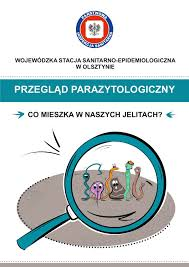 WOJEWÓDZKA STACJA SANITARNO-EPIDEMIOLOGICZNA
W OLSZTYNIE
PRZEGLĄD PARAZYTOLOGICZNY
CO MIESZKA W NASZYCH JELITACH?